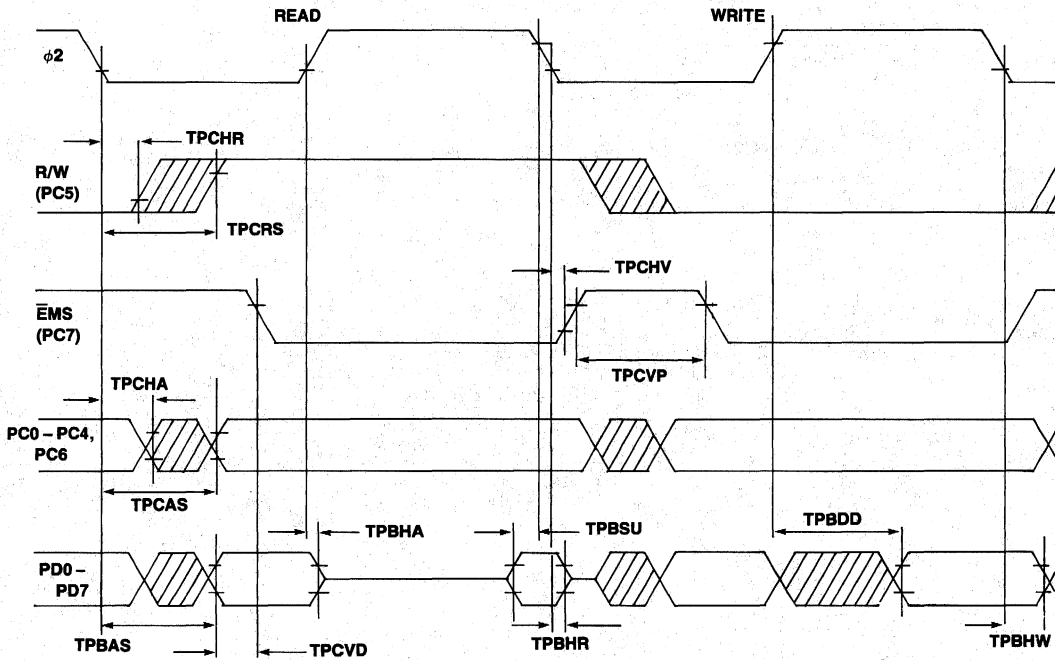 READ
WRITE
ϕ2
TPCHR
R/W
(PC5)
TPCRS
TPCHV
E̅MS
(PC7)
TPCVP
TPCHA
PC0 – PC4,
PC6
TPCAS
TPBHA
TPBSU
TPBDD
PD0 –
PD7
TPBAS
TPCVD
TPBHR
TPBHW